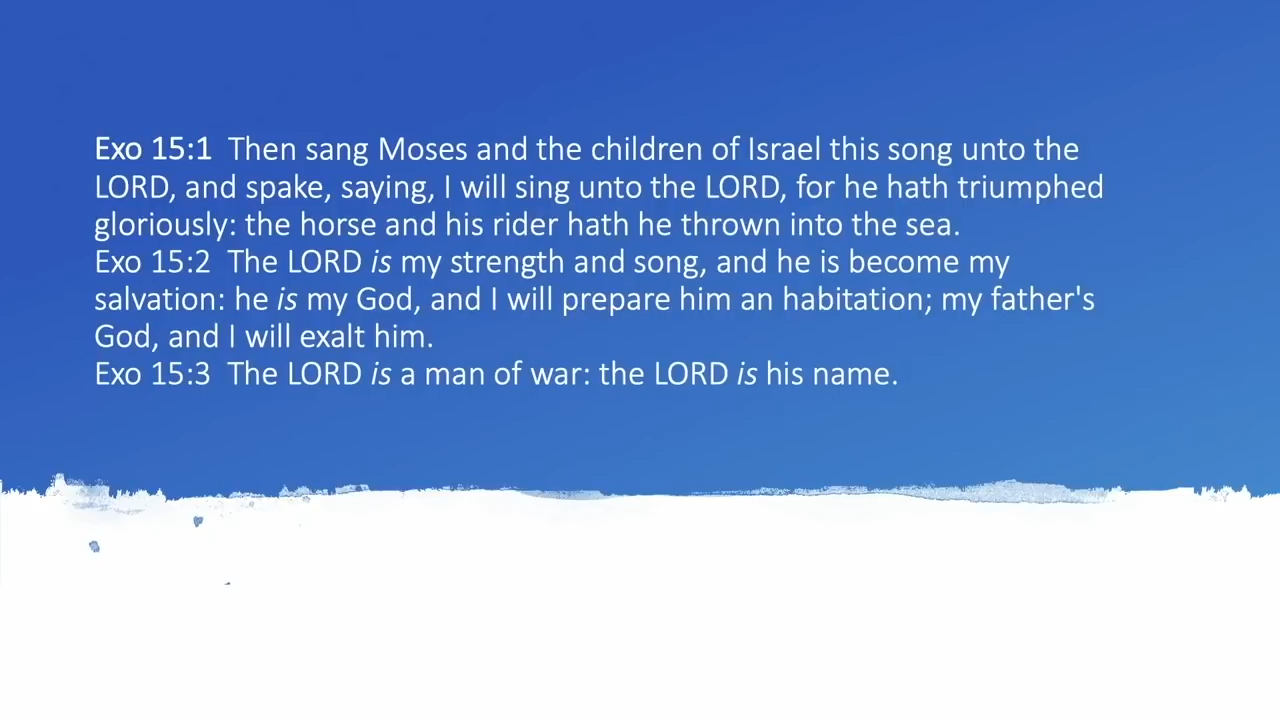 Exo 15:1  Then sang Moses and the children of Israel this song unto the
LORD, and spake, saying, I will sing unto the LORD, for he hath triumphed
gloriously: the horse and his rider hath he thrown into the sea.
Exo 15:2  The LORD is my strength and song, and he is become my
salvation: he is my God, and I will prepare him an habitation; my father's
God, and I will exalt him.
Exo 15:3  The LORD is a man of war: the LORD is his name.